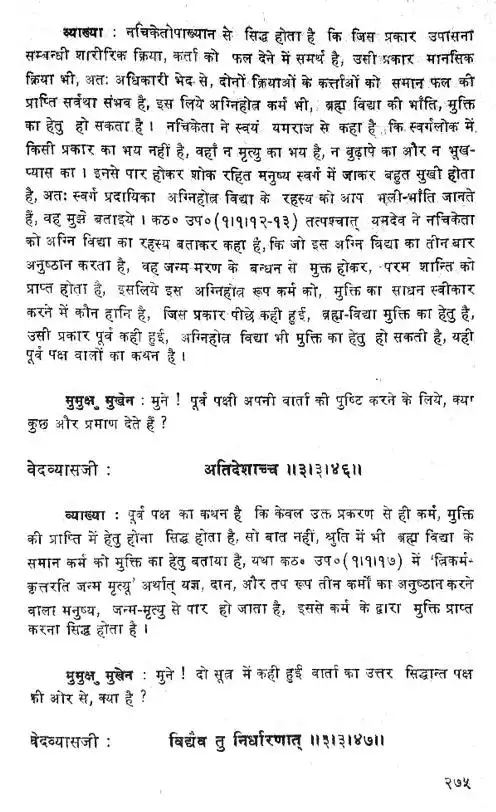 व्याख्या : नचिकेतोपाख्यान से सिद्ध होता है कि जिस प्रकार उपासना
सम्बन्धी शारीरिक क्रिया, कर्ता को फल देने में समर्थ है, उसी प्रकार मानसिक
क्रिया भी, अतः अधिकारी भेद से, दोनों क्रियाओं के कर्त्ताओं को समान फल की
प्राप्ति सर्वथा संभव है, इस लिये अग्निहोत्र कर्म भी, ब्रह्म विद्या की भाँति, मुक्ति
का हेतु हो सकता है । नचिकेता ने स्वयं यमराज से कहा है, कि स्वर्गलोक में
किसी प्रकार का भय नहीं है, वहाँ न मृत्यु का भय है, न बुढ़ापे का और न भूख-
प्यास का । इनसे पार होकर शोक रहित मनुष्य स्वर्ग में जाकर बहुत सुखी होता
है, अतः स्वर्ग प्रदायिका अग्निहोत्र विद्या के रहस्य को आप भली-भाँति जानते
हैं, वह मुझे बताइये । कठ० उप०(१।१।१२-१३) तत्पश्चात् यमदेव ने नचिकेता
को अग्नि विद्या का रहस्य बताकर कहा है, कि जो इस अग्नि विद्या का तीन बार
अनुष्ठान करता है, वह जन्म मरण के बन्धन से मुक्त होकर, परम शान्ति को
प्राप्त होता है, इसलिये इस अग्निहोत्र रूप कर्म को, मुक्ति का साधन स्वीकार
करने में कौन हानि है, जिस प्रकार पीछे कही हुई, ब्रह्म-विद्या मुक्ति का हेतु है,
उसी प्रकार पूर्व कही हुई, अग्निहोत्र विद्या भी मुक्ति का हेतु हो सकती है, यही
पूर्व पक्ष वालों का कथन है ।
मुमुक्षु मुखेन : मुने ! पूर्व पक्षी अपनी वार्ता की पुष्टि करने के लिये, क्या
कुछ और प्रमाण देते हैं ?
वेदव्यासजी : अतिदेशाच्च ॥३।३।४६॥
व्याख्या : पूर्व पक्ष का कथन है कि केवल उक्त प्रकरण से ही कर्म, मुक्ति
की प्राप्ति में हेतु होना सिद्ध होता है, सो बात नहीं, श्रुति में भी ब्रह्म विद्या के
समान कर्म को मुक्ति का हेतु बताया है, यथा कठ० उप०(१।१।१७) में 'त्रिकर्म-
कृत्तरति जन्म मृत्यू' अर्थात् यज्ञ, दान, और तप रूप तीन कर्मों का अनुष्ठान करने
वाला मनुष्य, जन्म-मृत्यु से पार हो जाता है, इससे कर्म के द्वारा मुक्ति प्राप्त
करना सिद्ध होता है ।
मुमुक्षु मुखेन : मुने ! दो सूत्र में कही हुई वार्ता का उत्तर सिद्धान्त पक्ष
की ओर से, क्या है ?
वेदव्यासजी : विद्यैव तु निर्धारणात् ॥३।३।४७॥
२७५